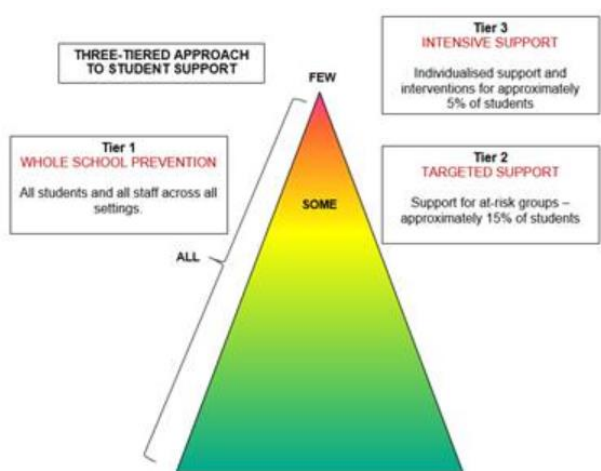 THREE-TIERED APPROACH
TO STUDENT SUPPORT
Tier 3
INTENSIVE SUPPORT
Individualised support and
interventions for approximately
5% of students
FEW
Tier 1
WHOLE SCHOOL PREVENTION
All students and all staff across all
settings.
Tier 2
TARGETED SUPPORT
Support for at-risk groups –
approximately 15% of students
SOME
ALL